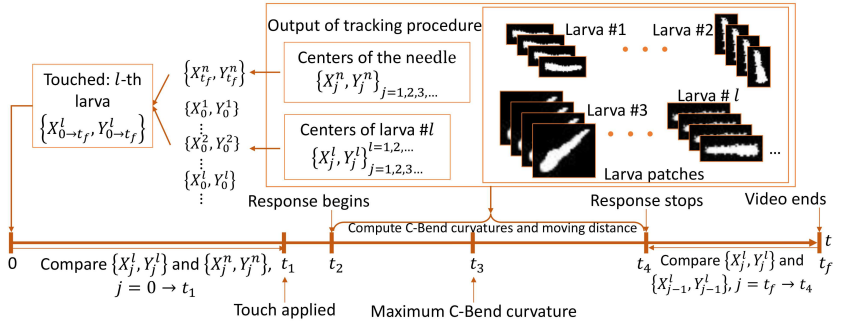 Output of tracking procedure
Larva #1
Larva #2
Touched: l-th
larva
{X^l_{0→t_f}, Y^l_{0→t_f}}
{X^n_{t_f}, Y^n_{t_f}}
{X^1_0, Y^1_0}
⋮
{X^2_0, Y^2_0}
⋮
{X^l_0, Y^l_0}
⋮
Centers of the needle
{X^n_j, Y^n_j}_{j=1,2,3,...}
Centers of larva #l
{X^l_j, Y^l_j}^{l=1,2,...}_{j=1,2,3...}
Larva #3
Larva # l
...
Larva patches
Response begins
Response stops
Video ends
Compute C-Bend curvatures and moving distance
t
0
t_1
t_2
t_3
t_4
t_f
Compare {X^l_j, Y^l_j} and {X^n_j, Y^n_j},
j = 0 → t_1
Compare {X^l_j, Y^l_j} and
{X^l_{j-1}, Y^l_{j-1}}, j = t_f → t_4
Touch applied
Maximum C-Bend curvature